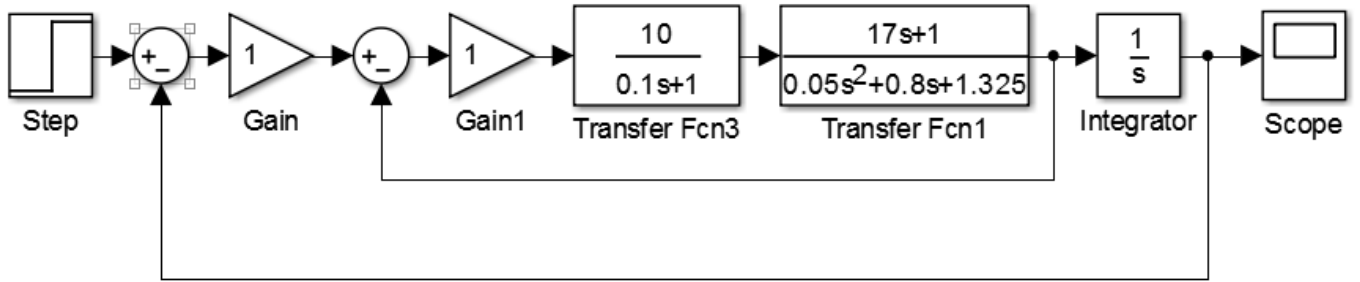 +
−
1
+
−
1
10
0.1s+1
17s+1
0.05s²+0.8s+1.325
1
s
Step
Gain
Gain1
Transfer Fcn3
Transfer Fcn1
Integrator
Scope